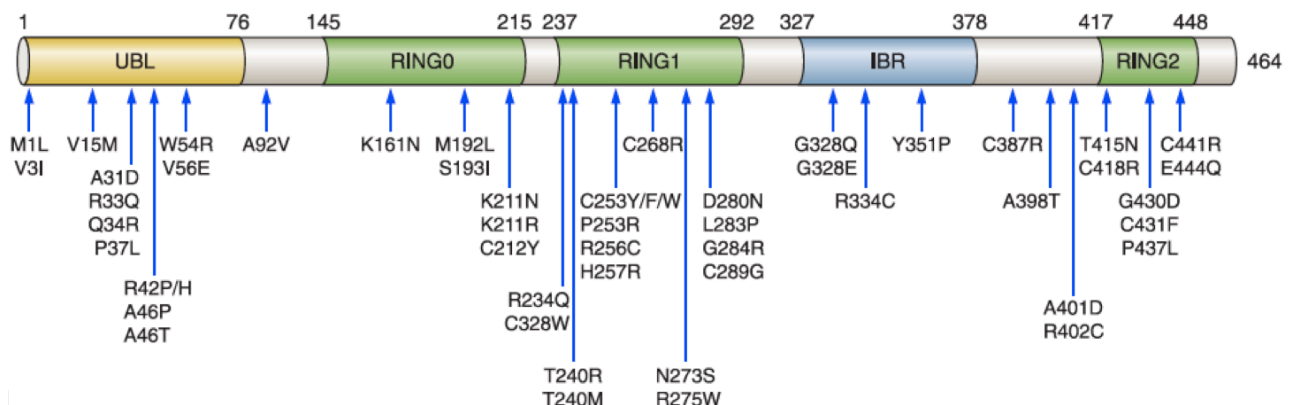 1 76 145 215 237 292 327 378 417 448
UBL RING0 RING1 IBR RING2 464
M1L
V3I
V15M
A31D
R33Q
Q34R
P37L
R42P/H
A46P
A46T
W54R
V56E
A92V
K161N
M192L
S193I
K211N
K211R
C212Y
R234Q
C328W
T240R
T240M
C253Y/F/W
P253R
R256C
H257R
C268R
N273S
R275W
D280N
L283P
G284R
C289G
G328Q
G328E
R334C
Y351P
C387R
A398T
A401D
R402C
T415N
C418R
G430D
C431F
P437L
C441R
E444Q